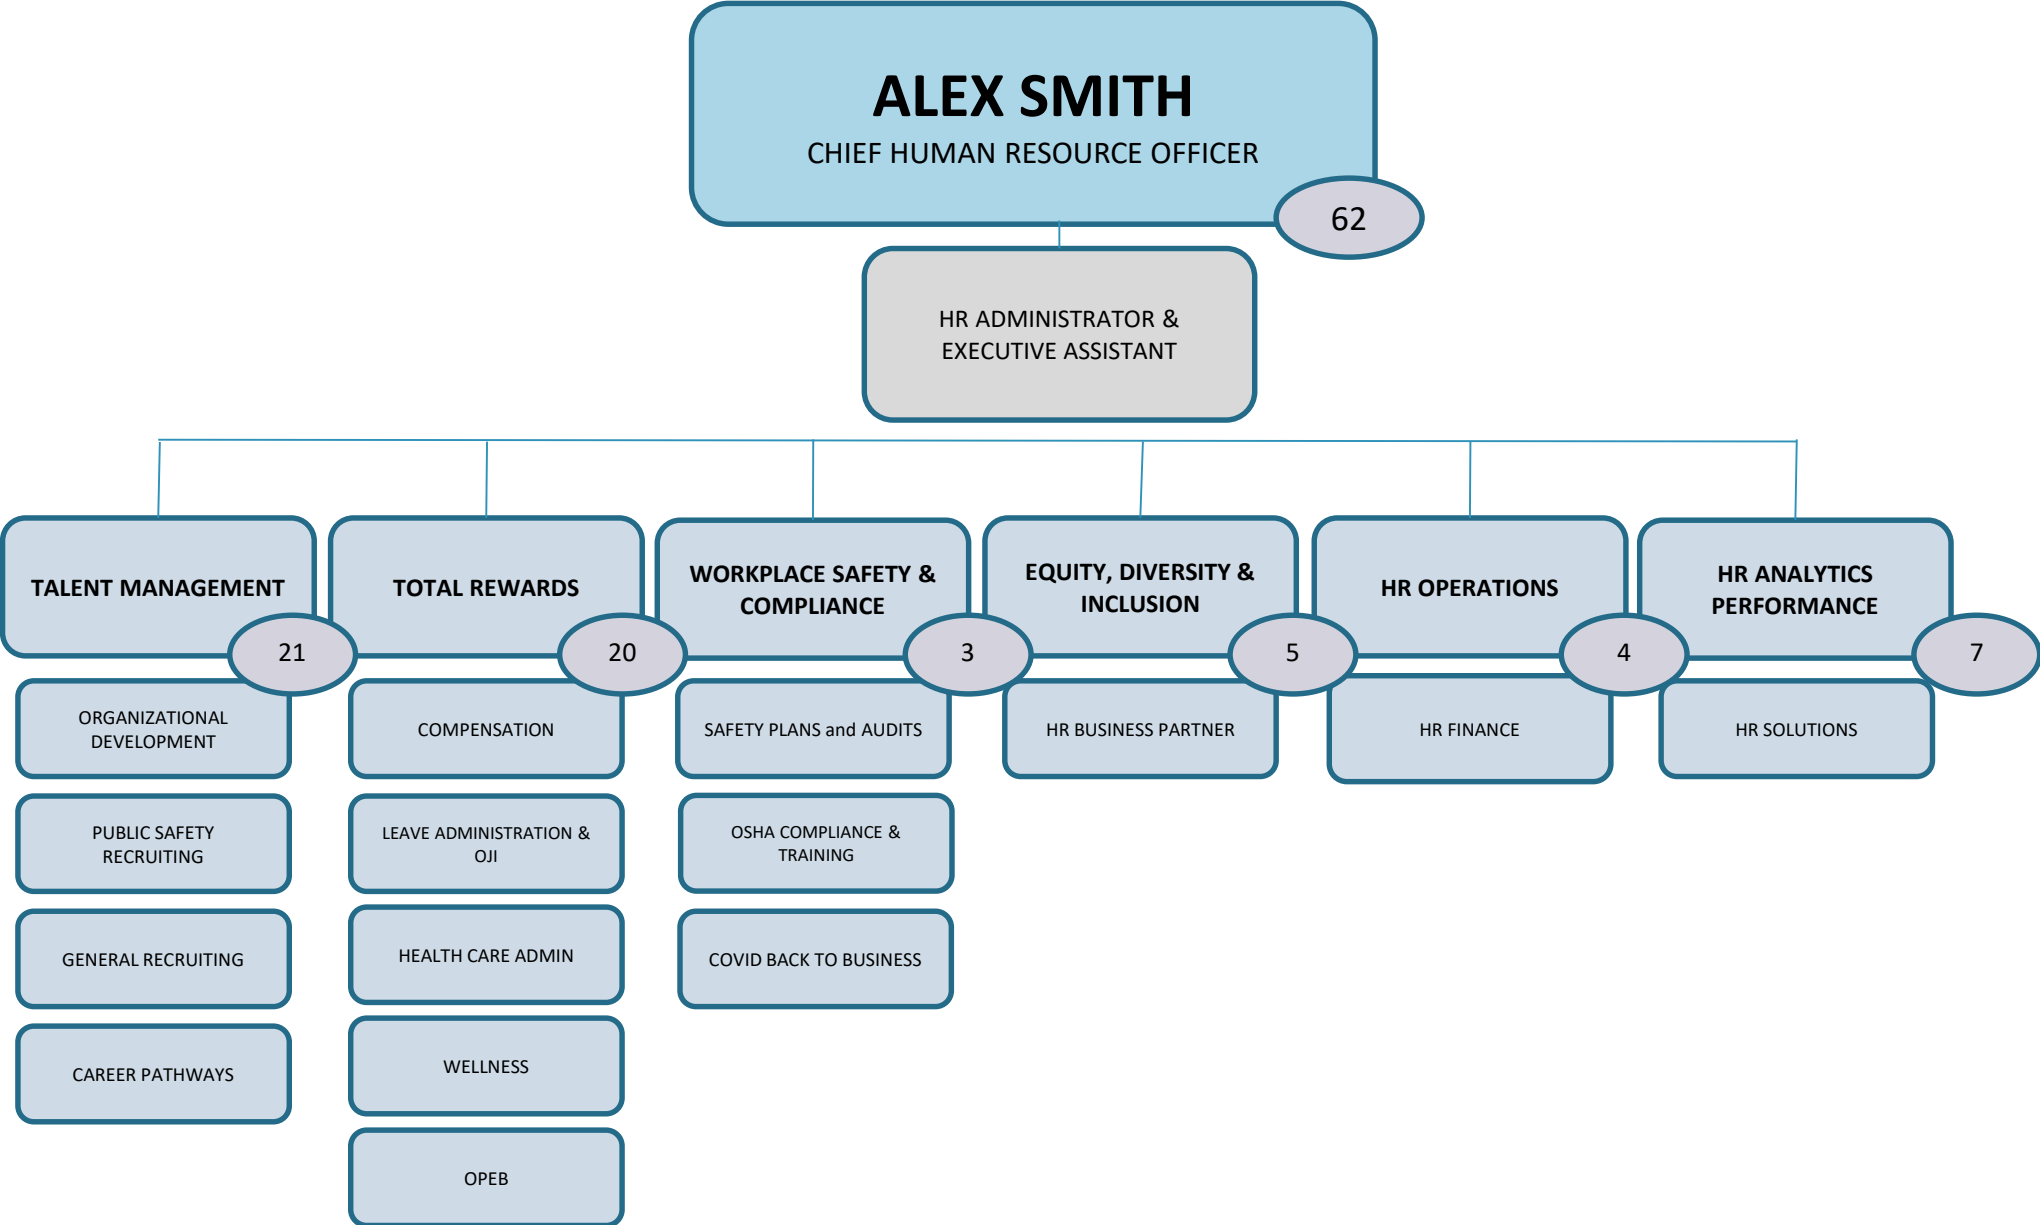 ALEX SMITH
CHIEF HUMAN RESOURCE OFFICER
62
HR ADMINISTRATOR &
EXECUTIVE ASSISTANT
TALENT MANAGEMENT
21
ORGANIZATIONAL
DEVELOPMENT
PUBLIC SAFETY
RECRUITING
GENERAL RECRUITING
CAREER PATHWAYS
TOTAL REWARDS
20
COMPENSATION
LEAVE ADMINISTRATION &
OJI
HEALTH CARE ADMIN
WELLNESS
OPEB
WORKPLACE SAFETY &
COMPLIANCE
3
SAFETY PLANS and AUDITS
OSHA COMPLIANCE &
TRAINING
COVID BACK TO BUSINESS
EQUITY, DIVERSITY &
INCLUSION
5
HR BUSINESS PARTNER
HR OPERATIONS
4
HR FINANCE
HR ANALYTICS
PERFORMANCE
7
HR SOLUTIONS